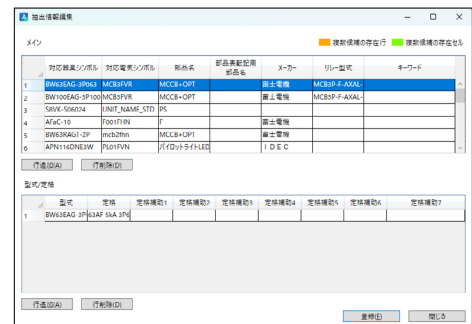 抽出情報編集
メイン
複数候補の存在行 複数候補の存在セル
対応器具シンボル 対応電気シンボル 部品名 部品表転記用部品名 メーカー リレー型式 キーワード
1 BW63EAG-3P063 MCB3FVR MCCB+OPT 富士電機 MCB3P-F-AXAL-
2 BW100EAG-3P100 MCB3FVR MCCB+OPT 富士電機 MCB3P-F-AXAL-
3 S8VK-S06024 UNIT_NAME_STD PS
4 AFaC-10 F001FHN F 富士電機
5 BW63RAGT-2P mcb2fhn MCCB+OPT 富士電機
6 APN116DNE3W PL01FVN パイロットライトLED ＩＤＥＣ
行追加(A) 行削除(D)
型式/定格
型式 定格 定格補助1 定格補助2 定格補助3 定格補助4 定格補助5 定格補助6 定格補助7
1 BW63EAG-3P 63AF 5kA 3P6
行追加(A) 行削除(D)
登録(E) 閉じる